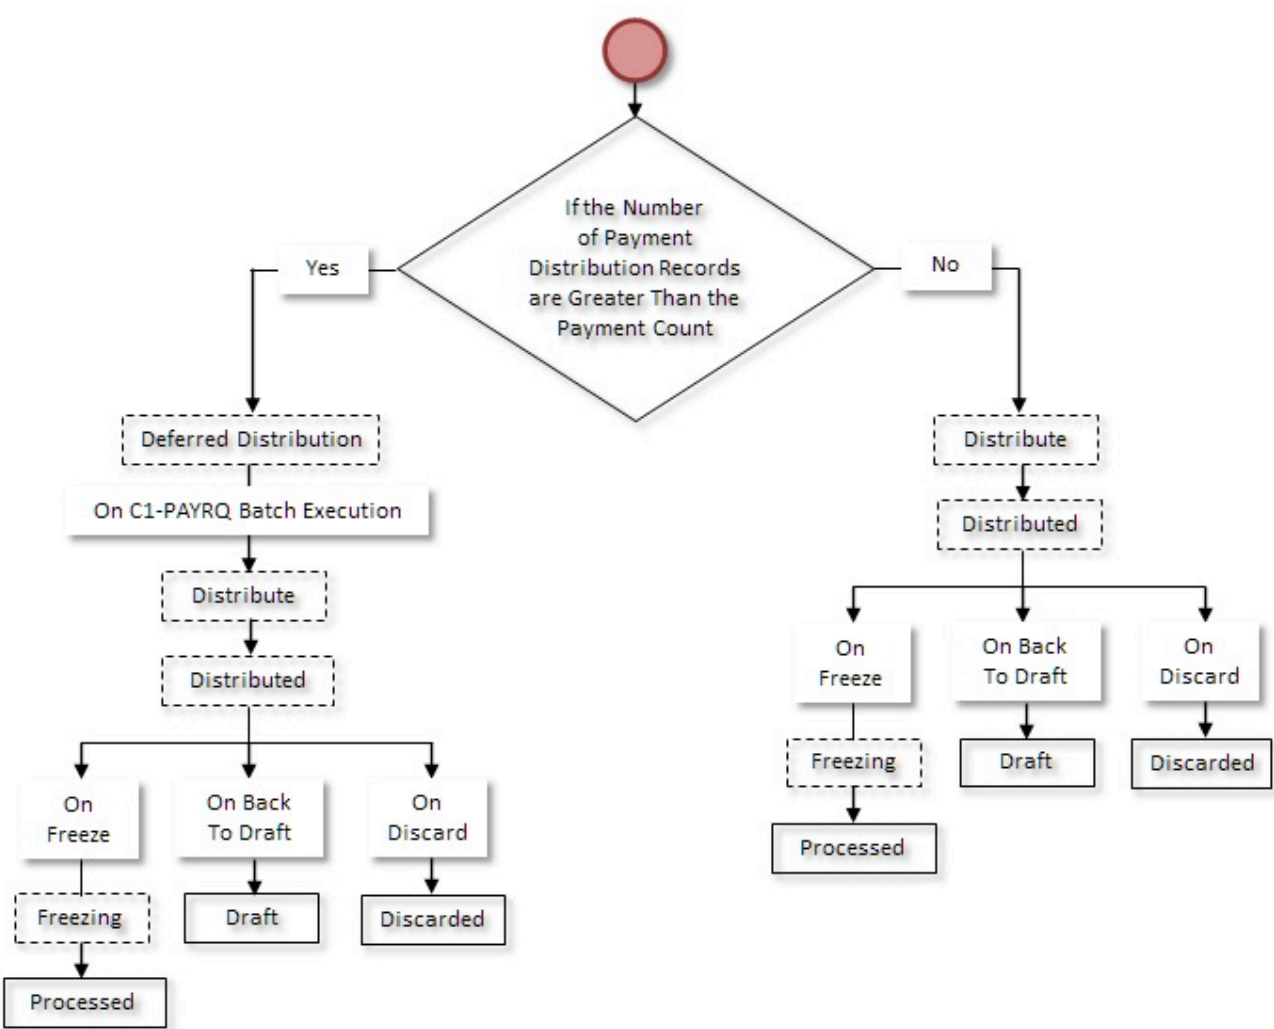 If the Number
of Payment
Distribution Records
are Greater Than the
Payment Count
Yes
No
Deferred Distribution
On C1-PAYRQ Batch Execution
Distribute
Distributed
On
Freeze
On Back
To Draft
On
Discard
Freezing
Draft
Discarded
Processed
Distribute
Distributed
On
Freeze
On Back
To Draft
On
Discard
Freezing
Draft
Discarded
Processed